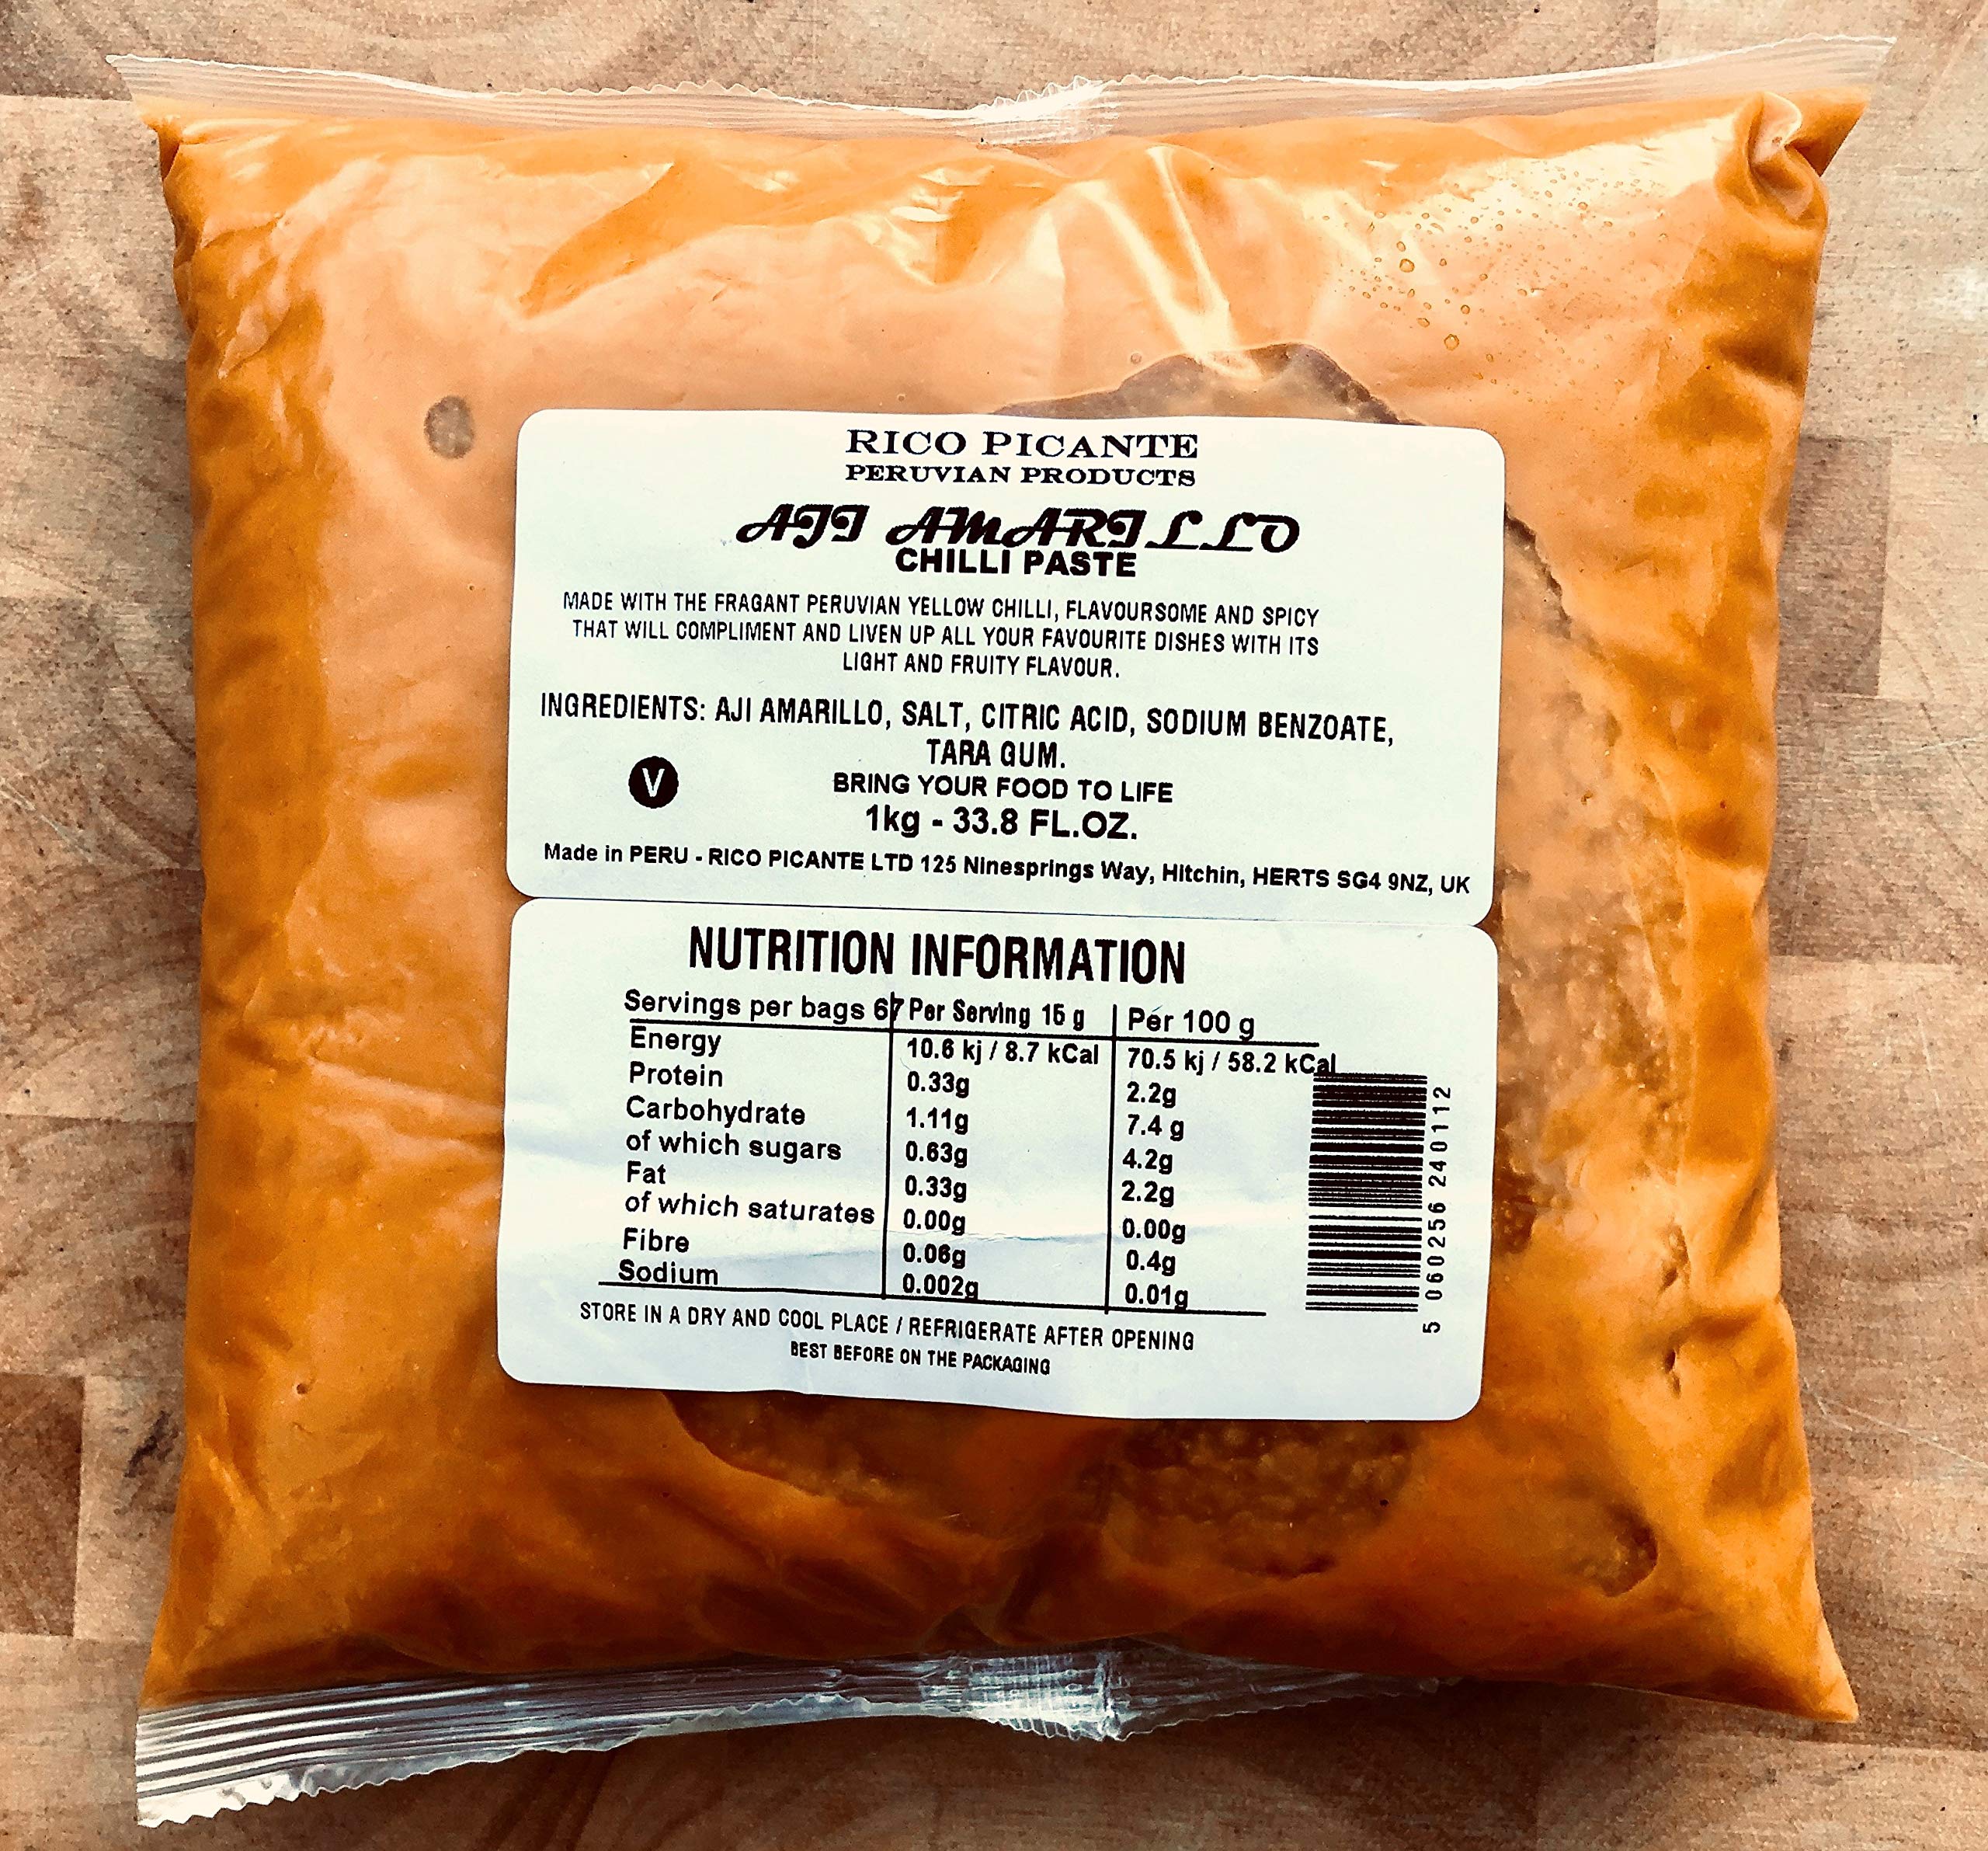 RICO PICANTE
PERUVIAN PRODUCTS
AJI AMARILLO
CHILLI PASTE
MADE WITH THE FRAGANT PERUVIAN YELLOW CHILLI, FLAVOURSOME AND SPICY
THAT WILL COMPLIMENT AND LIVEN UP ALL YOUR FAVOURITE DISHES WITH ITS
LIGHT AND FRUITY FLAVOUR.
INGREDIENTS: AJI AMARILLO, SALT, CITRIC ACID, SODIUM BENZOATE,
TARA GUM.
V
BRING YOUR FOOD TO LIFE
1kg - 33.8 FL.OZ.
Made in PERU - RICO PICANTE LTD 125 Ninesprings Way, Hitchin, HERTS SG4 9NZ, UK
NUTRITION INFORMATION
Servings per bags 67 Per Serving 15 g Per 100 g
Energy 10.6 kj / 8.7 kCal 70.5 kj / 58.2 kCal
Protein 0.33g 2.2g
Carbohydrate 1.11g 7.4 g
of which sugars 0.63g 4.2g
Fat 0.33g 2.2g
of which saturates 0.00g 0.00g
Fibre 0.06g 0.4g
Sodium 0.002g 0.01g
STORE IN A DRY AND COOL PLACE / REFRIGERATE AFTER OPENING
BEST BEFORE ON THE PACKAGING
5 060256 240112